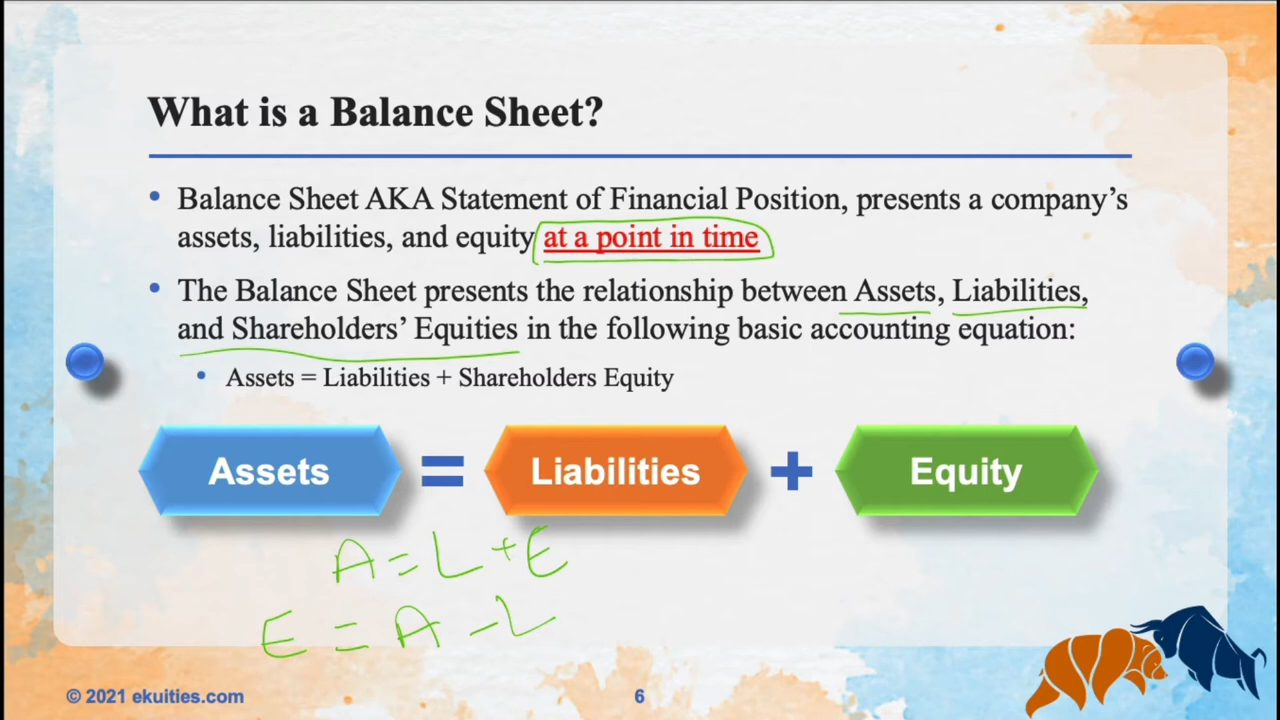 What is a Balance Sheet?
• Balance Sheet AKA Statement of Financial Position, presents a company’s
assets, liabilities, and equity at a point in time
• The Balance Sheet presents the relationship between Assets, Liabilities,
and Shareholders’ Equities in the following basic accounting equation:
• Assets = Liabilities + Shareholders Equity
Assets = Liabilities + Equity
A = L + E
E = A - L
© 2021 ekuities.com
6